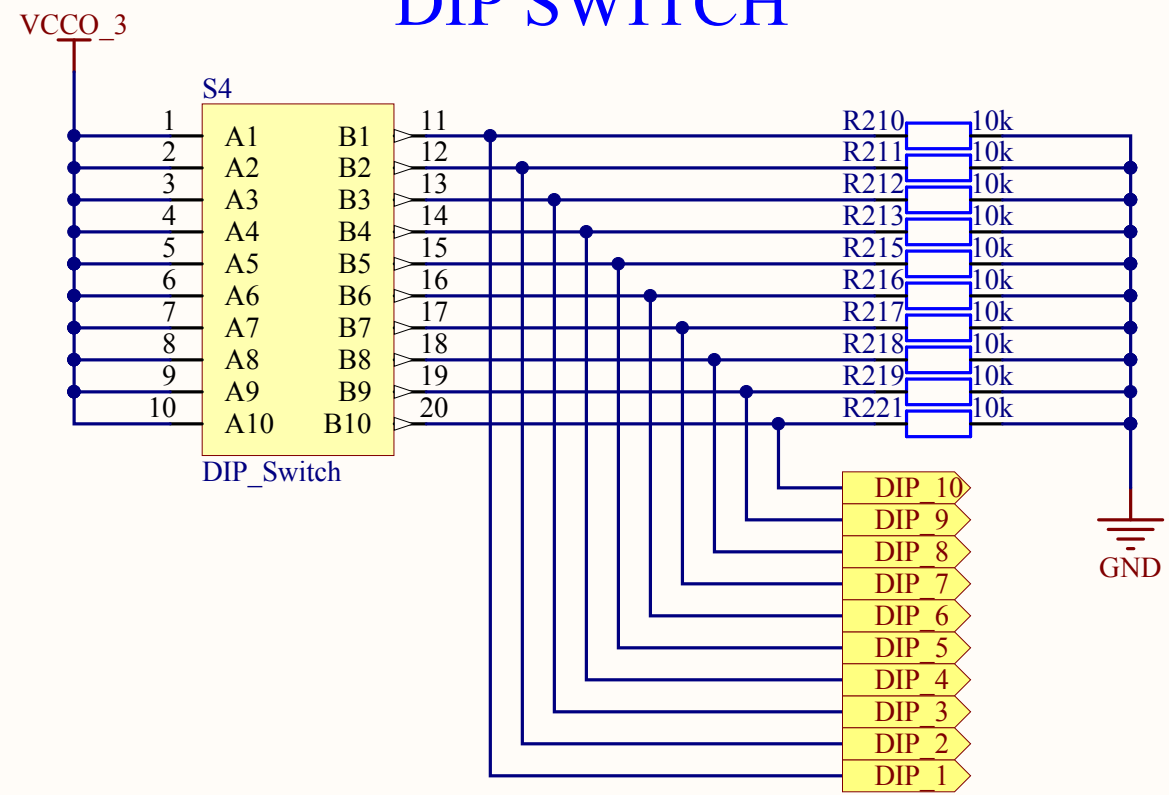 DIP SWITCH
VCCO_3
S4
1 A1 B1 11 R210 10k
2 A2 B2 12 R211 10k
3 A3 B3 13 R212 10k
4 A4 B4 14 R213 10k
5 A5 B5 15 R215 10k
6 A6 B6 16 R216 10k
7 A7 B7 17 R217 10k
8 A8 B8 18 R218 10k
9 A9 B9 19 R219 10k
10 A10 B10 20 R221 10k
DIP_Switch
DIP_10
DIP_9
DIP_8
DIP_7
DIP_6
DIP_5
DIP_4
DIP_3
DIP_2
DIP_1
GND